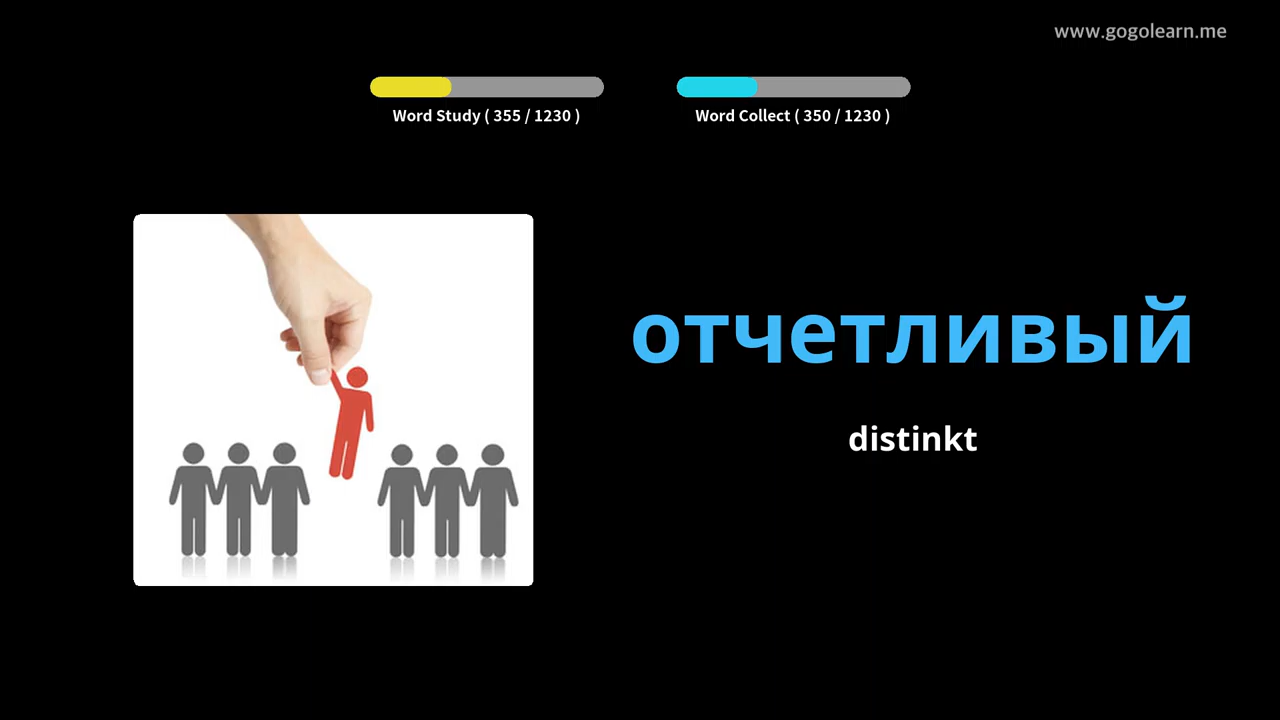 www.gogolearn.me
Word Study ( 355 / 1230 )
Word Collect ( 350 / 1230 )
отчетливый
distinkt